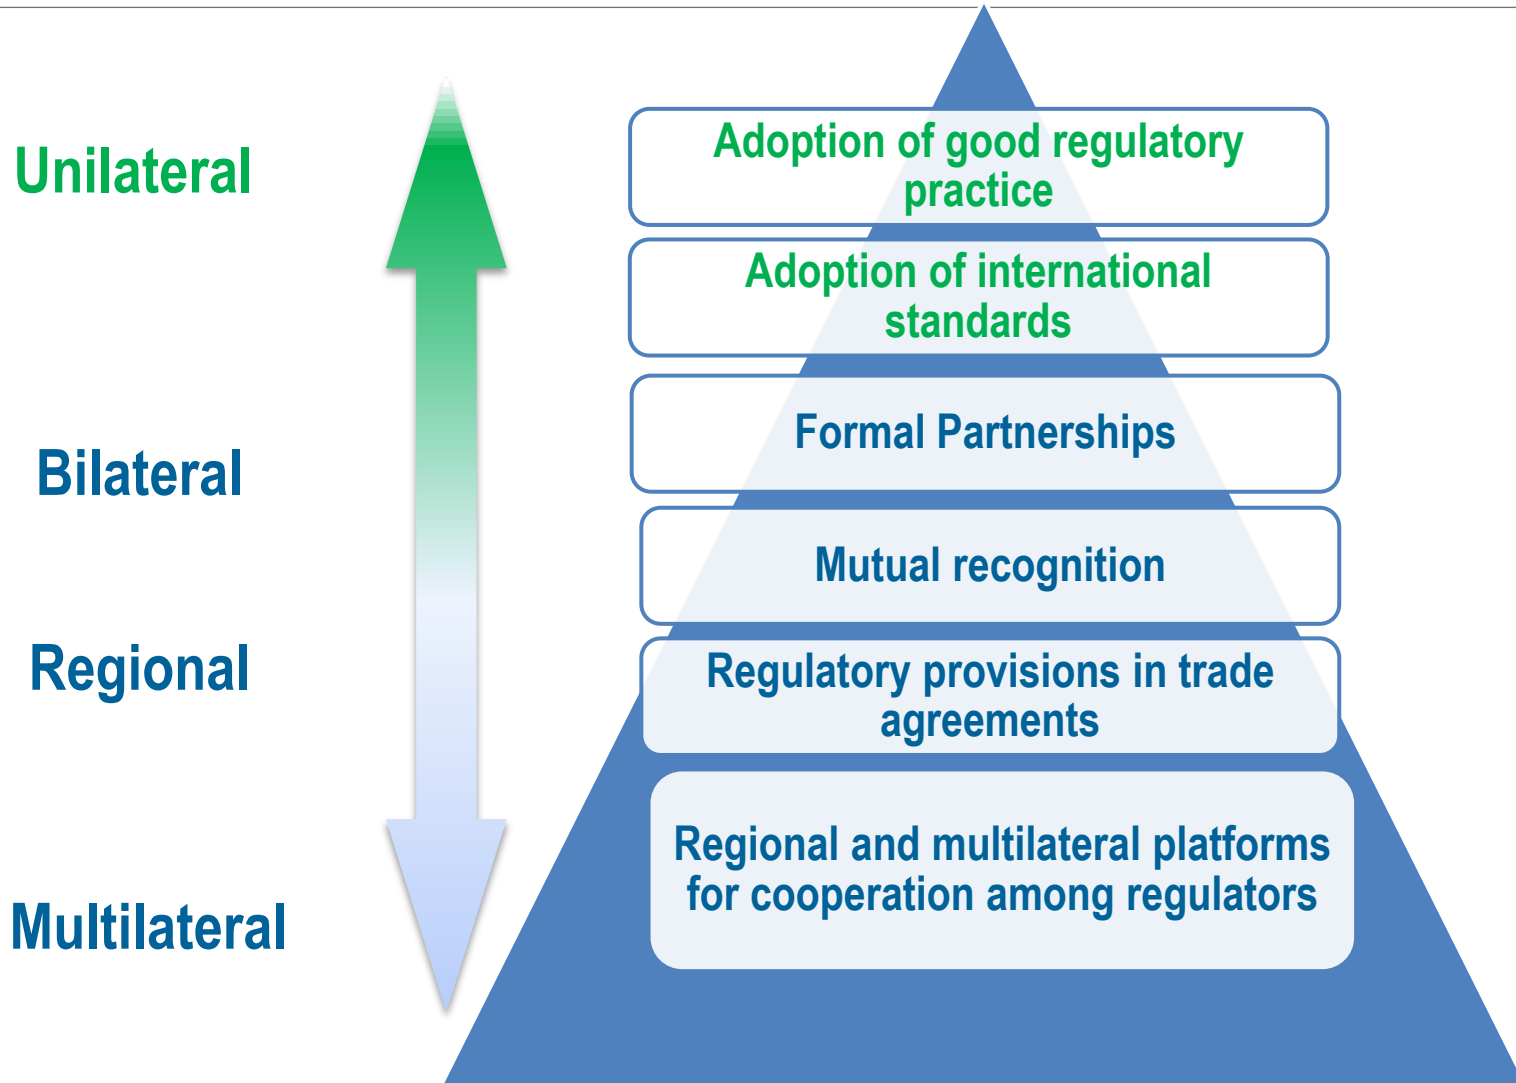 Unilateral
Adoption of good regulatory
practice
Adoption of international
standards
Bilateral
Formal Partnerships
Mutual recognition
Regional
Regulatory provisions in trade
agreements
Multilateral
Regional and multilateral platforms
for cooperation among regulators